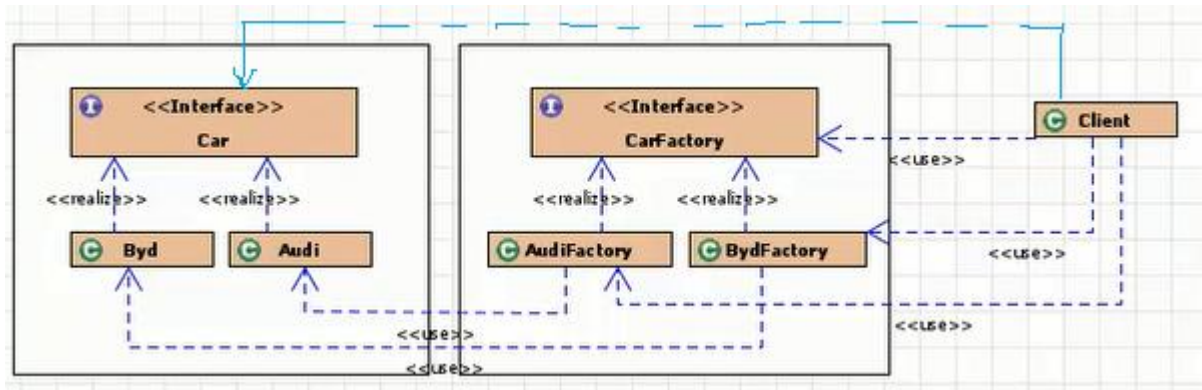 I <<Interface>>
Car
I <<Interface>>
CarFactory
C Client
<<use>>
<<realize>>
<<realize>>
<<realize>>
<<realize>>
C Byd
C Audi
C AudiFactory
C BydFactory
<<use>>
<<use>>
<<use>>
<<use>>